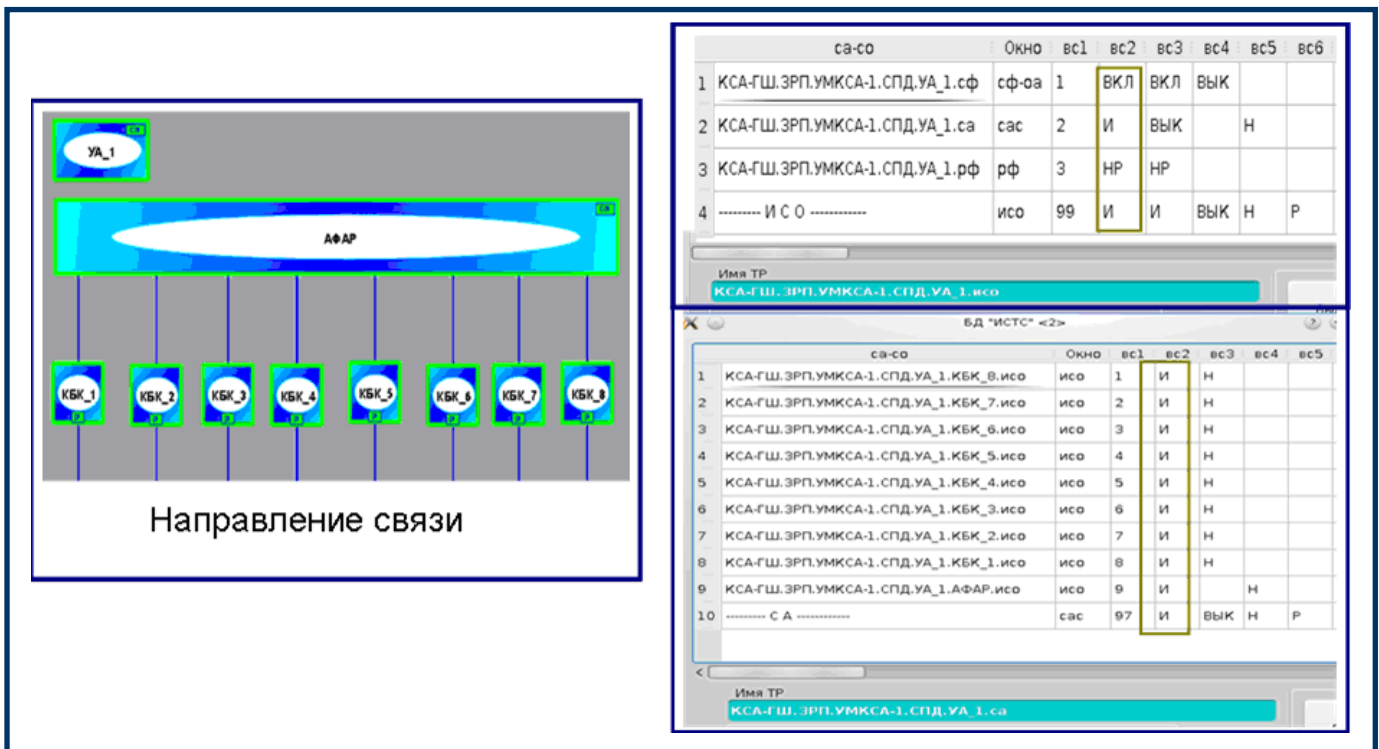 УА_1
АФАР
КБК_1 КБК_2 КБК_3 КБК_4 КБК_5 КБК_6 КБК_7 КБК_8
Р Р Р Р Р Р Р Р
Направление связи
са-со Окно вс1 вс2 вс3 вс4 вс5 вс6
1 КСА-ГШ.ЗРП.УМКСА-1.СПД.УА_1.сф сф-оа 1 ВКЛ ВКЛ ВЫК
2 КСА-ГШ.ЗРП.УМКСА-1.СПД.УА_1.са сас 2 И ВЫК Н
3 КСА-ГШ.ЗРП.УМКСА-1.СПД.УА_1.рф рф 3 НР НР
4 --------- И С О ------------ исо 99 И И ВЫК Н Р
Имя ТР
КСА-ГШ.ЗРП.УМКСА-1.СПД.УА_1.исо
БД "ИСТС" <2>
са-со Окно вс1 вс2 вс3 вс4 вс5
1 КСА-ГШ.ЗРП.УМКСА-1.СПД.УА_1.КБК_8.исо исо 1 И Н
2 КСА-ГШ.ЗРП.УМКСА-1.СПД.УА_1.КБК_7.исо исо 2 И Н
3 КСА-ГШ.ЗРП.УМКСА-1.СПД.УА_1.КБК_6.исо исо 3 И Н
4 КСА-ГШ.ЗРП.УМКСА-1.СПД.УА_1.КБК_5.исо исо 4 И Н
5 КСА-ГШ.ЗРП.УМКСА-1.СПД.УА_1.КБК_4.исо исо 5 И Н
6 КСА-ГШ.ЗРП.УМКСА-1.СПД.УА_1.КБК_3.исо исо 6 И Н
7 КСА-ГШ.ЗРП.УМКСА-1.СПД.УА_1.КБК_2.исо исо 7 И Н
8 КСА-ГШ.ЗРП.УМКСА-1.СПД.УА_1.КБК_1.исо исо 8 И Н
9 КСА-ГШ.ЗРП.УМКСА-1.СПД.УА_1.АФАР.исо исо 9 И Н
10 --------- С А ------------ сас 97 И ВЫК Н Р
Имя ТР
КСА-ГШ.ЗРП.УМКСА-1.СПД.УА_1.са